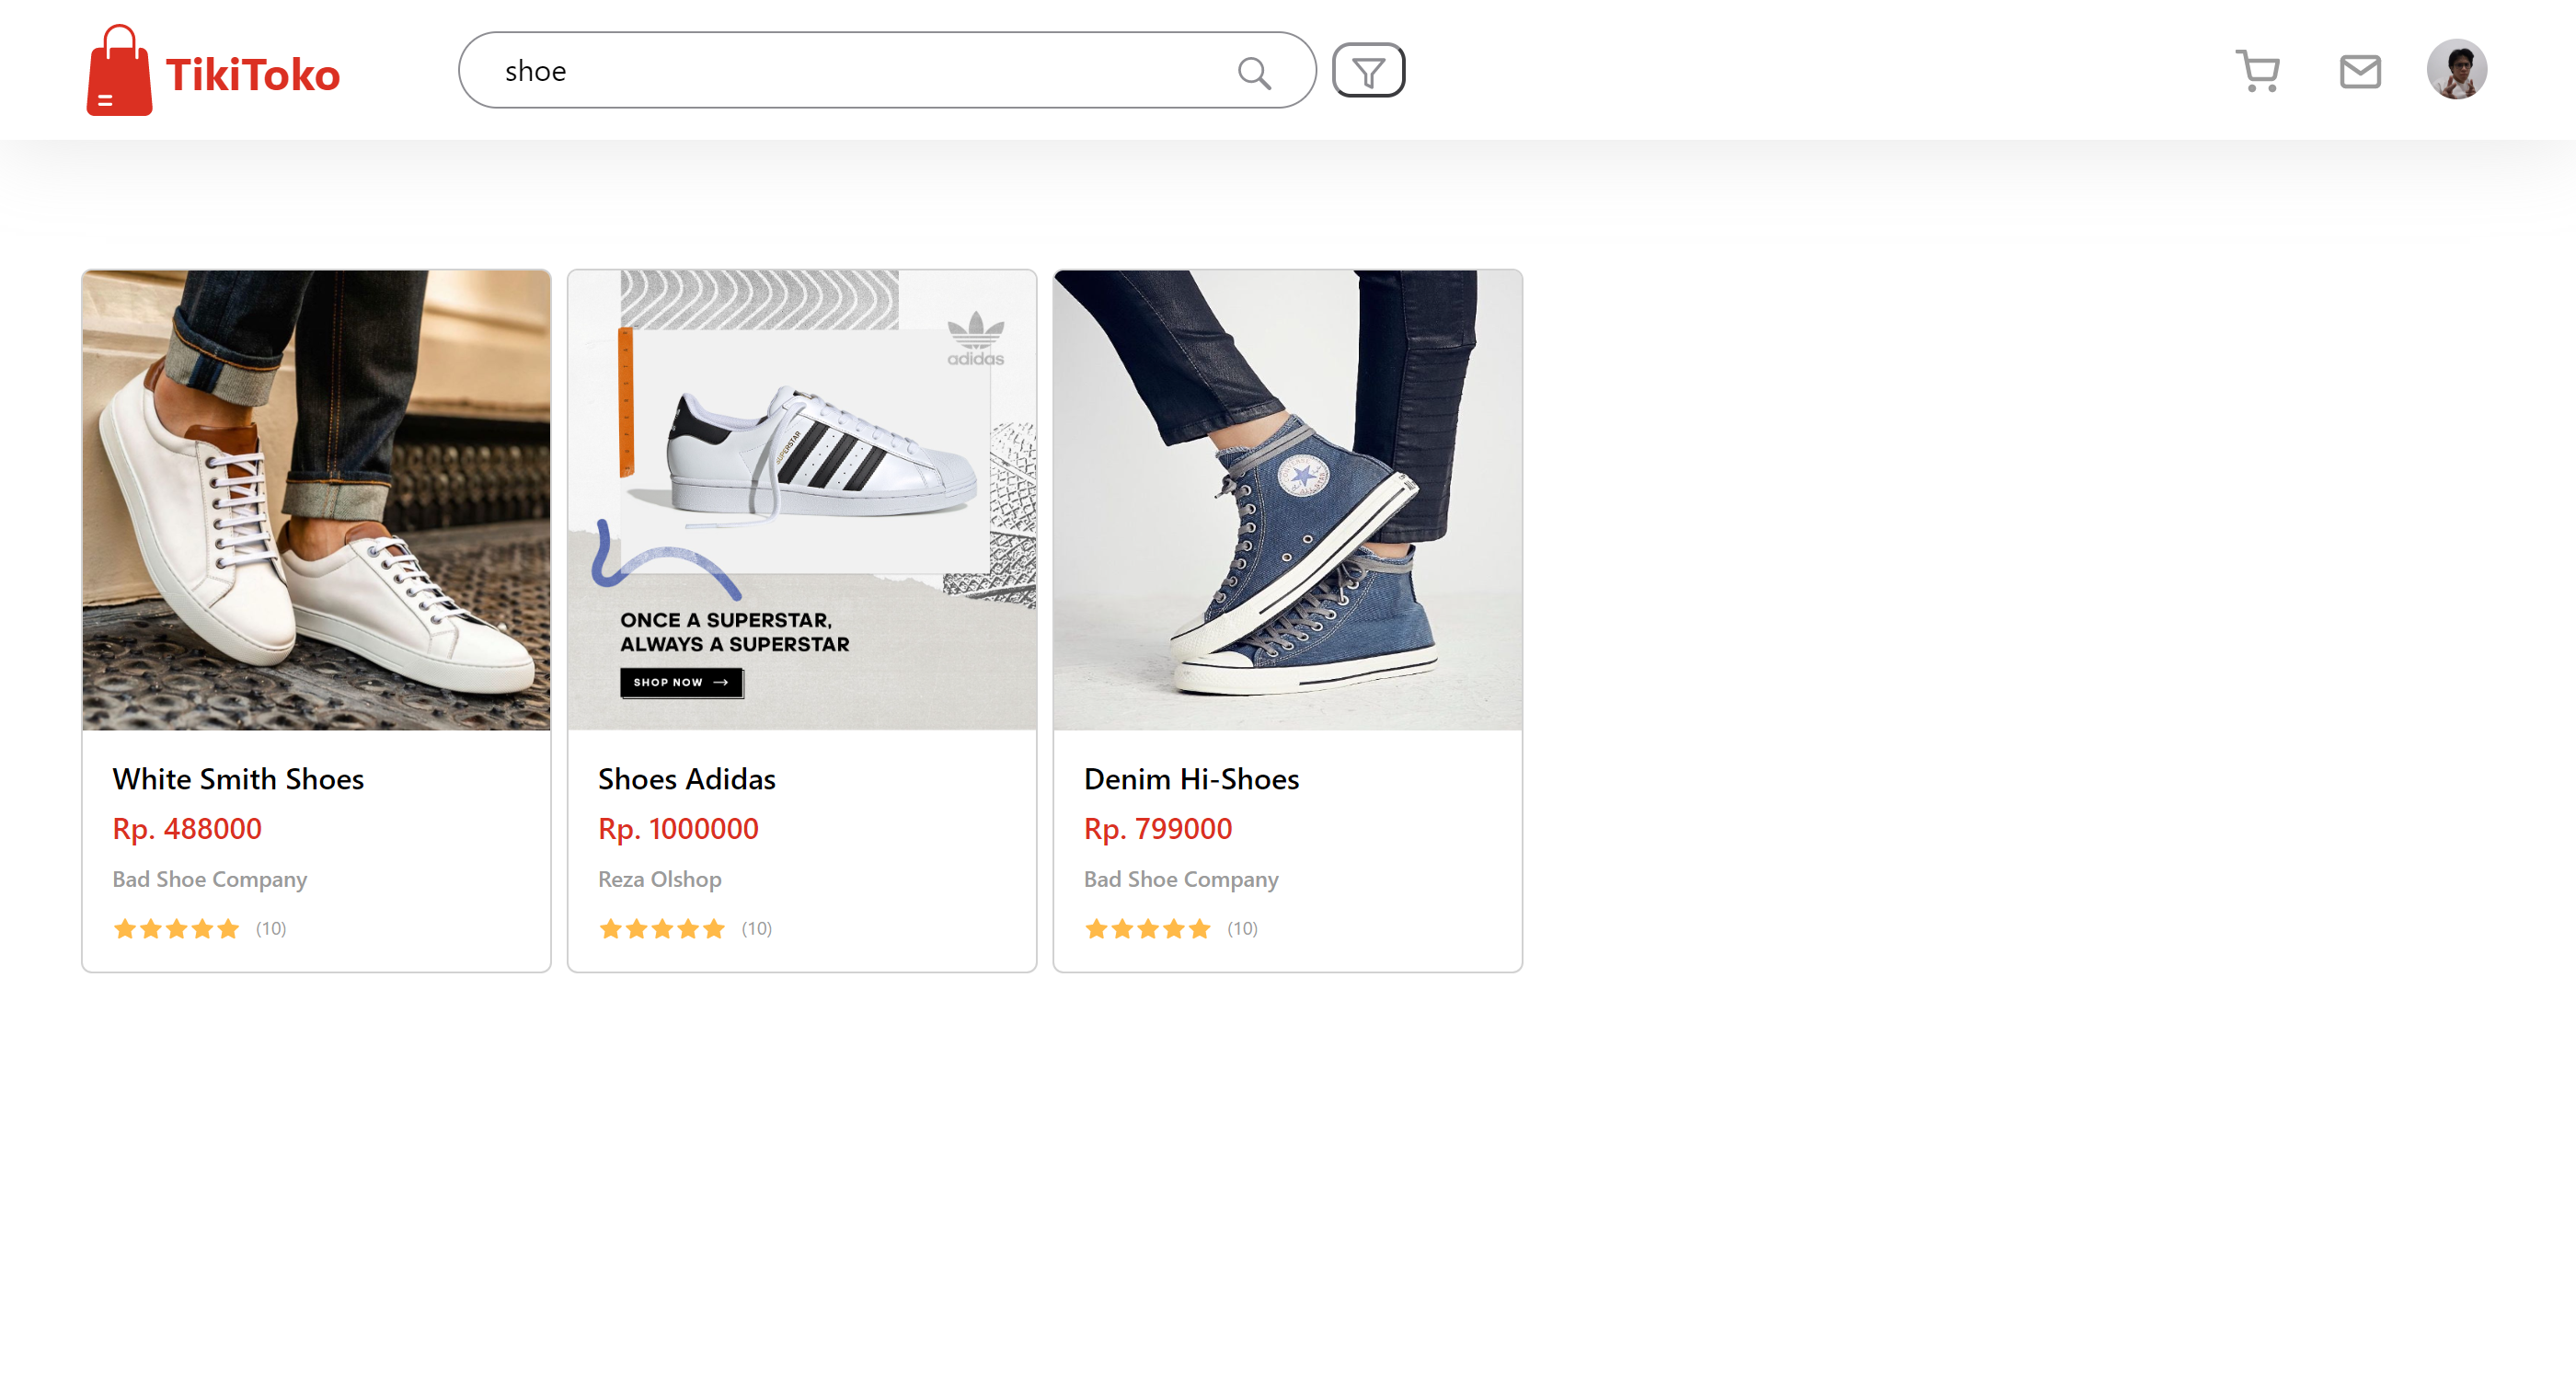 TikiToko
shoe
adidas
SUPERSTAR
ONCE A SUPERSTAR,
ALWAYS A SUPERSTAR
SHOP NOW
White Smith Shoes
Rp. 488000
Bad Shoe Company
(10)
Shoes Adidas
Rp. 1000000
Reza Olshop
(10)
Denim Hi-Shoes
Rp. 799000
Bad Shoe Company
(10)